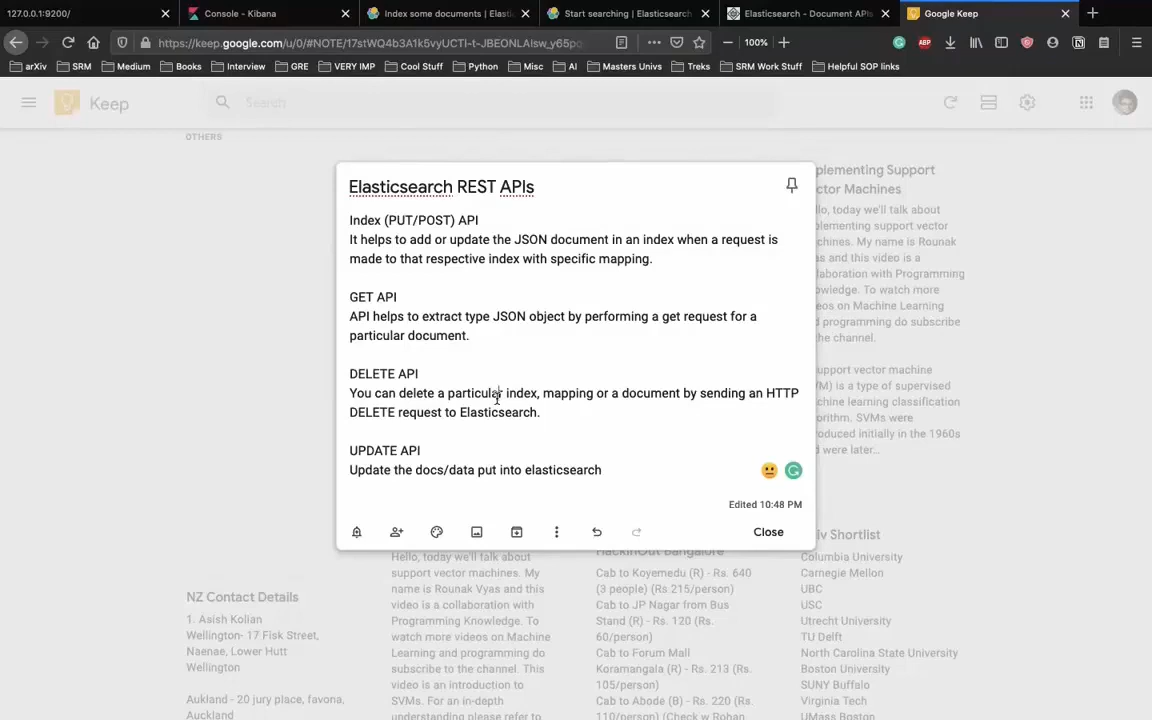 127.0.0.1:9200/
Console - Kibana
Index some documents | Elasti
Start searching | Elasticsearch
Elasticsearch - Document APIs
Google Keep
https://keep.google.com/u/0/#NOTE/17stWQ4b3A1k5vyUCTI-t-JBEONLAlsw_y65p
100%
arXiv
SRM
Medium
Books
Interview
GRE
VERY IMP
Cool Stuff
Python
Misc
AI
Masters Univs
Treks
SRM Work Stuff
Helpful SOP links
Keep
Search
OTHERS
Elasticsearch REST APIs
Index (PUT/POST) API
It helps to add or update the JSON document in an index when a request is
made to that respective index with specific mapping.
GET API
API helps to extract type JSON object by performing a get request for a
particular document.
DELETE API
You can delete a particular index, mapping or a document by sending an HTTP
DELETE request to Elasticsearch.
UPDATE API
Update the docs/data put into elasticsearch
Edited 10:48 PM
Close
plementing Support
ctor Machines
llo, today we'll talk about
plementing support vector
chines. My name is Rounak
as and this video is a
laboration with Programming
owledge. To watch more
eos on Machine Learning
d programming do subscribe
the channel.
upport vector machine
M) is a type of supervised
chine learning classification
orithm. SVMs were
roduced initially in the 1960s
d were later...
NZ Contact Details
1. Asish Kolian
Wellington- 17 Fisk Street,
Naenae, Lower Hutt
Wellington
Aukland - 20 jury place, favona,
Auckland
Hello, today we'll talk about
support vector machines. My
name is Rounak Vyas and this
video is a collaboration with
Programming Knowledge. To
watch more videos on Machine
Learning and programming do
subscribe to the channel. This
video is an introduction to
SVMs. For an in-depth
understanding please refer to
HackInOut Bangalore
Cab to Koyemedu (R) - Rs. 640
(3 people) (Rs.215/person)
Cab to JP Nagar from Bus
Stand (R) - Rs. 120 (Rs.
60/person)
Cab to Forum Mall
Koramangala (R) - Rs. 213 (Rs.
105/person)
Cab to Abode (B) - Rs. 220 (Rs.
110/person) (Check w Rohan
iv Shortlist
Columbia University
Carnegie Mellon
UBC
USC
Utrecht University
TU Delft
North Carolina State University
Boston University
SUNY Buffalo
Virginia Tech
UMass Boston